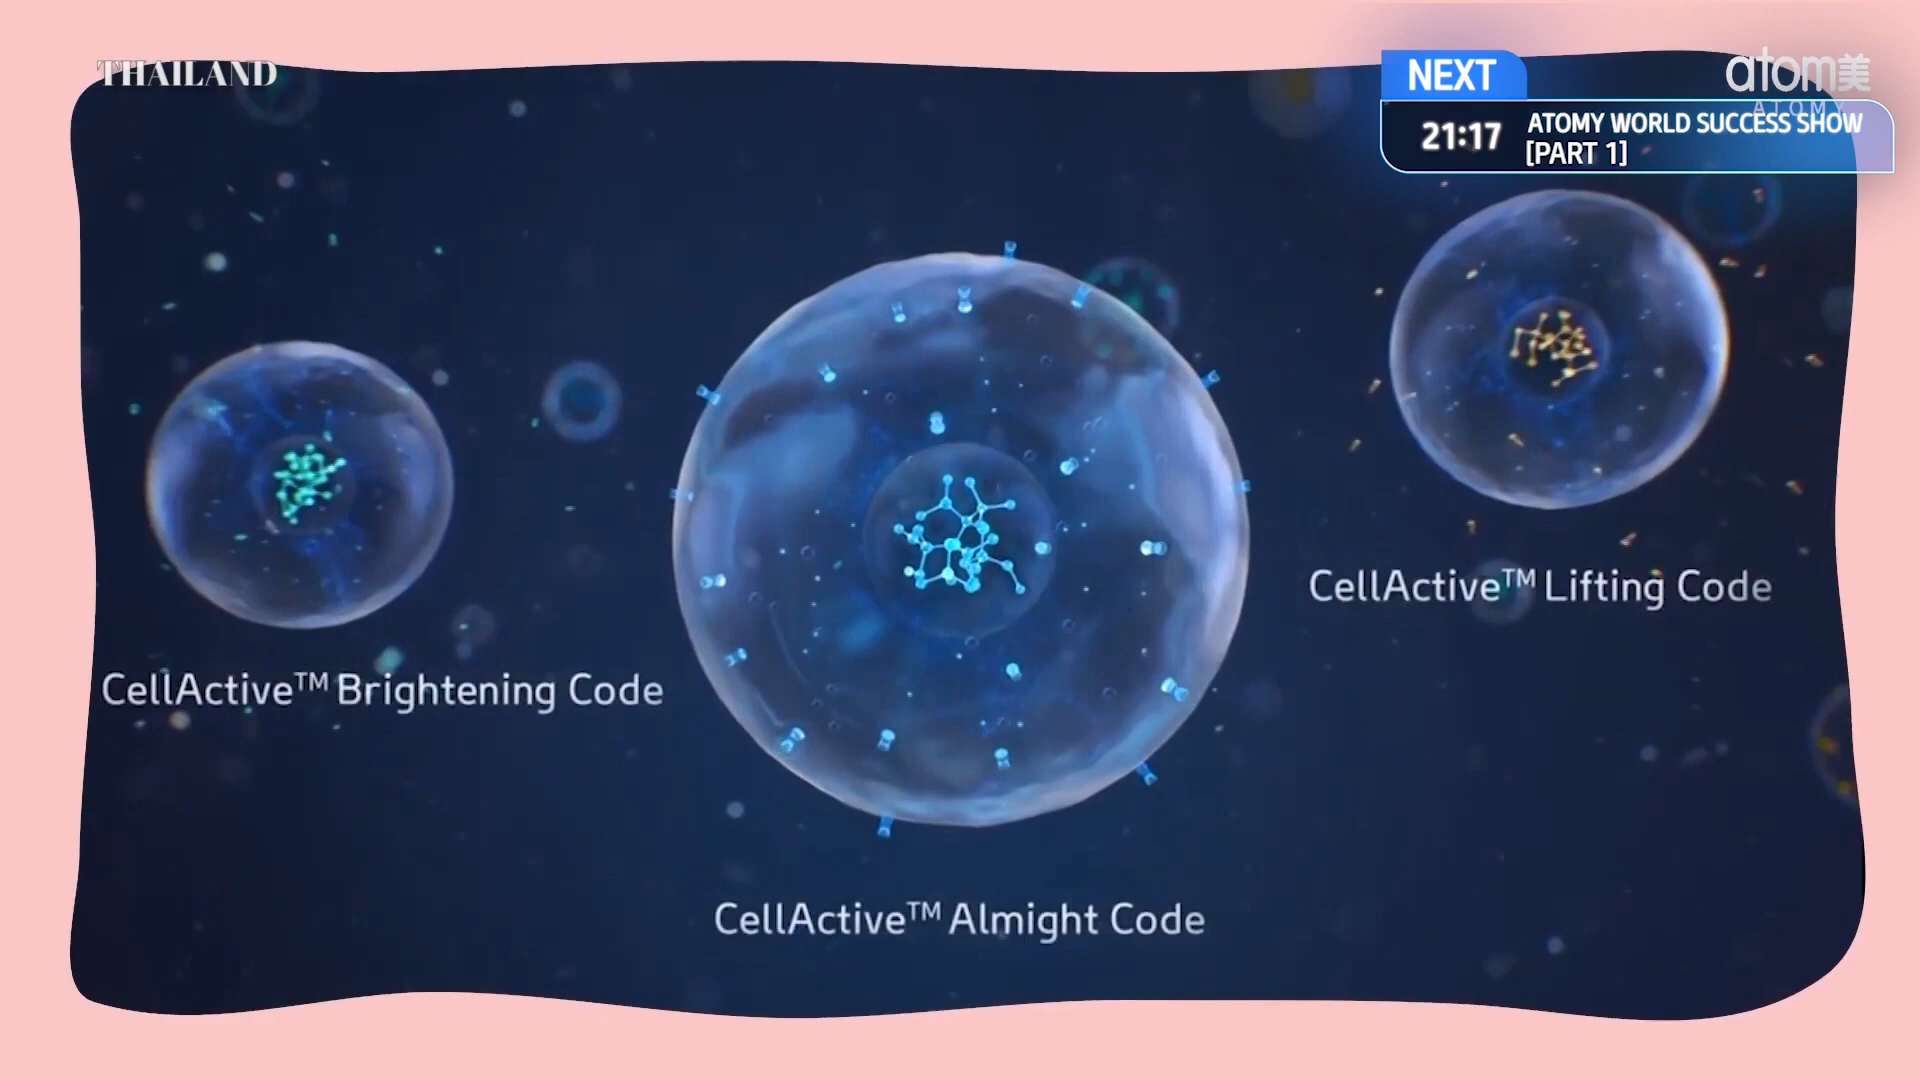 THAILAND
NEXT
atom美
ATOMY
21:17
ATOMY WORLD SUCCESS SHOW
[PART 1]
CellActive™ Lifting Code
CellActive™ Brightening Code
CellActive™ Almight Code